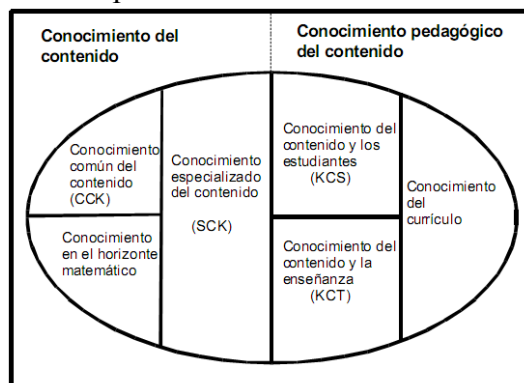 Conocimiento del
contenido
Conocimiento pedagógico
del contenido
Conocimiento
común del
contenido
(CCK)
Conocimiento
en el horizonte
matemático
Conocimiento
especializado
del contenido
(SCK)
Conocimiento del
contenido y los
estudiantes
(KCS)
Conocimiento del
contenido y la
enseñanza
(KCT)
Conocimiento
del
currículo